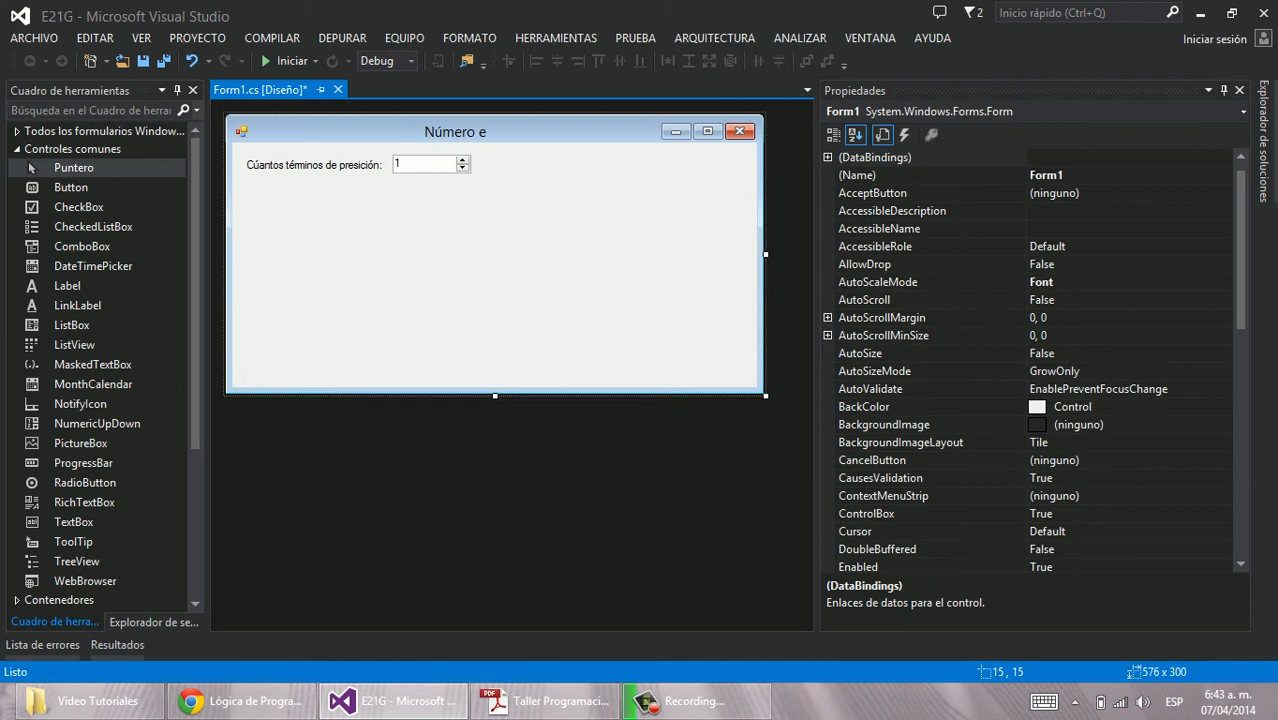 E21G - Microsoft Visual Studio
2
Inicio rápido (Ctrl+Q)
ARCHIVO EDITAR VER PROYECTO COMPILAR DEPURAR EQUIPO FORMATO HERRAMIENTAS PRUEBA ARQUITECTURA ANALIZAR VENTANA AYUDA
Iniciar sesión
Iniciar
Debug
Cuadro de herramientas
Búsqueda en el Cuadro de herra
Todos los formularios Window...
Controles comunes
Puntero
Button
CheckBox
CheckedListBox
ComboBox
DateTimePicker
Label
LinkLabel
ListBox
ListView
MaskedTextBox
MonthCalendar
NotifyIcon
NumericUpDown
PictureBox
ProgressBar
RadioButton
RichTextBox
TextBox
ToolTip
TreeView
WebBrowser
Contenedores
Cuadro de herra...
Explorador de se...
Form1.cs [Diseño]*
Número e
Cúantos términos de presición:
1
Propiedades
Form1 System.Windows.Forms.Form
(DataBindings)
(Name) Form1
AcceptButton (ninguno)
AccessibleDescription
AccessibleName
AccessibleRole Default
AllowDrop False
AutoScaleMode Font
AutoScroll False
AutoScrollMargin 0, 0
AutoScrollMinSize 0, 0
AutoSize False
AutoSizeMode GrowOnly
AutoValidate EnablePreventFocusChange
BackColor Control
BackgroundImage (ninguno)
BackgroundImageLayout Tile
CancelButton (ninguno)
CausesValidation True
ContextMenuStrip (ninguno)
ControlBox True
Cursor Default
DoubleBuffered False
Enabled True
(DataBindings)
Enlaces de datos para el control.
Explorador de soluciones
Lista de errores
Resultados
Listo
15 , 15
576 x 300
Video Tutoriales
Lógica de Progra...
E21G - Microsoft ...
PDF
Taller Programaci...
Recording...
ESP
6:43 a. m.
07/04/2014